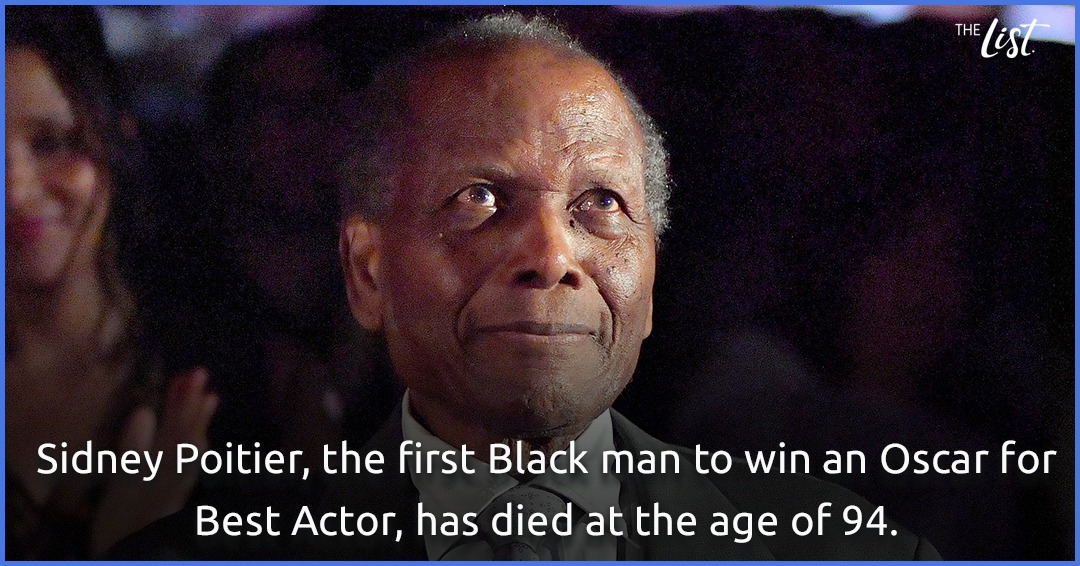 THE List
Sidney Poitier, the first Black man to win an Oscar for
Best Actor, has died at the age of 94.